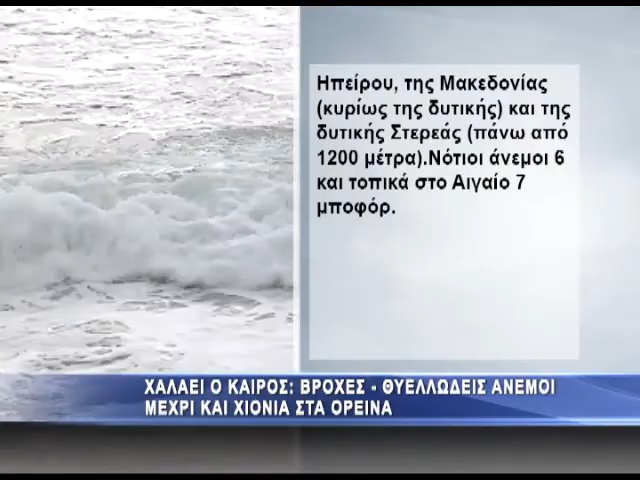 Ηπείρου, της Μακεδονίας
(κυρίως της δυτικής) και της
δυτικής Στερεάς (πάνω από
1200 μέτρα).Νότιοι άνεμοι 6
και τοπικά στο Αιγαίο 7
μποφόρ.
ΧΑΛΑΕΙ Ο ΚΑΙΡΟΣ: ΒΡΟΧΕΣ - ΘΥΕΛΛΩΔΕΙΣ ΑΝΕΜΟΙ
ΜΕΧΡΙ ΚΑΙ ΧΙΟΝΙΑ ΣΤΑ ΟΡΕΙΝΑ